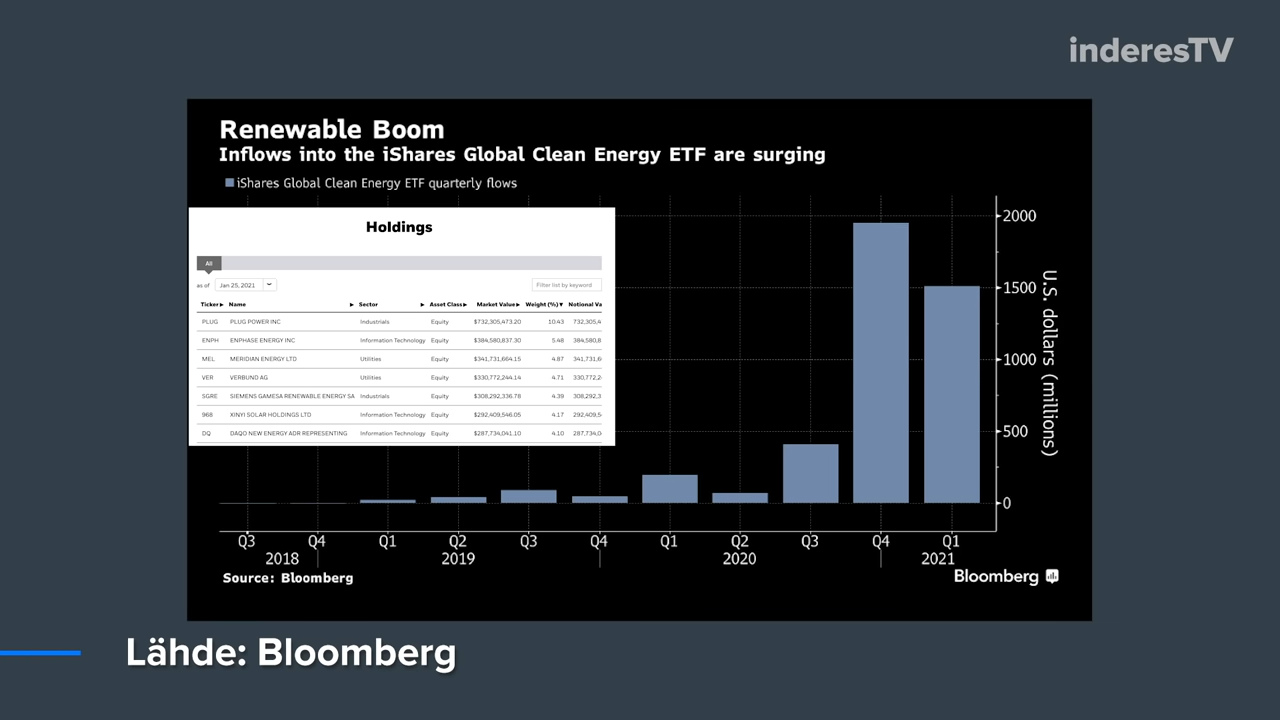 inderesTV
Renewable Boom
Inflows into the iShares Global Clean Energy ETF are surging
iShares Global Clean Energy ETF quarterly flows
Holdings
All
as of Jan 25, 2021 Filter list by keyword
Ticker Name Sector Asset Class Market Value Weight (%) Notional Va
PLUG PLUG POWER INC Industrials Equity $732,305,473.20 10.43 732,305,4
ENPH ENPHASE ENERGY INC Information Technology Equity $384,580,837.30 5.48 384,580,8
MEL MERIDIAN ENERGY LTD Utilities Equity $341,731,664.15 4.87 341,731,6
VER VERBUND AG Utilities Equity $330,772,244.14 4.71 330,772,2
SGRE SIEMENS GAMESA RENEWABLE ENERGY SA Industrials Equity $308,292,336.78 4.39 308,292,3
968 XINYI SOLAR HOLDINGS LTD Information Technology Equity $292,409,546.05 4.17 292,409,5
DQ DAQO NEW ENERGY ADR REPRESENTING Information Technology Equity $287,734,041.10 4.10 287,734,0
2000
1500
1000
500
0
U.S. dollars (millions)
Q3 Q4 Q1 Q2 Q3 Q4 Q1 Q2 Q3 Q4 Q1
2018 2019 2020 2021
Source: Bloomberg
Bloomberg
Lähde: Bloomberg